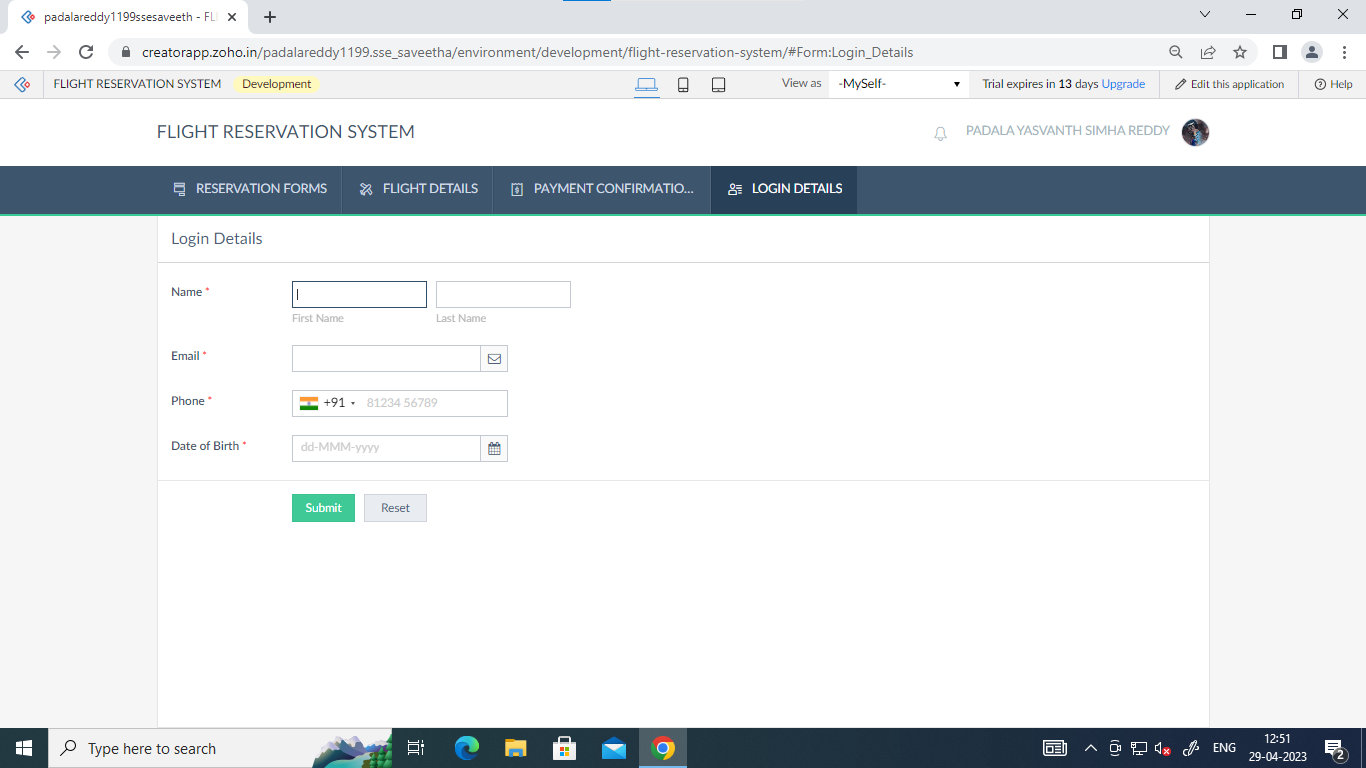 padalareddy1199ssesaveeth - FLI
creatorapp.zoho.in/padalareddy1199.sse_saveetha/environment/development/flight-reservation-system/#Form:Login_Details
FLIGHT RESERVATION SYSTEM Development View as -MySelf- Trial expires in 13 days Upgrade Edit this application Help
FLIGHT RESERVATION SYSTEM PADALA YASVANTH SIMHA REDDY
RESERVATION FORMS FLIGHT DETAILS PAYMENT CONFIRMATIO... LOGIN DETAILS
Login Details
Name *
First Name Last Name
Email *
Phone * +91 81234 56789
Date of Birth * dd-MMM-yyyy
Submit Reset
Type here to search ENG 12:51
29-04-2023 2